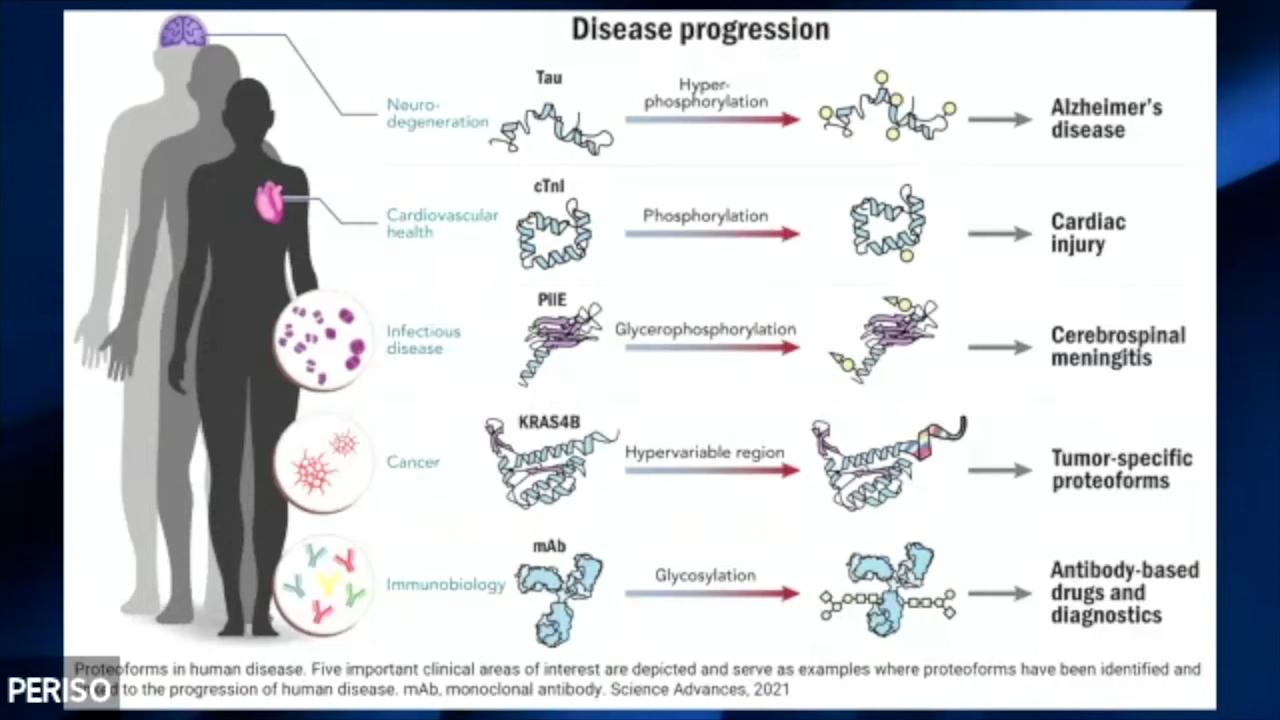 Disease progression
Neuro-
degeneration
Tau
Hyper-
phosphorylation
Alzheimer's
disease
Cardiovascular
health
cTnI
Phosphorylation
Cardiac
injury
Infectious
disease
PilE
Glycerophosphorylation
Cerebrospinal
meningitis
Cancer
KRAS4B
Hypervariable region
Tumor-specific
proteoforms
Immunobiology
mAb
Glycosylation
Antibody-based
drugs and
diagnostics
Proteoforms in human disease. Five important clinical areas of interest are depicted and serve as examples where proteoforms have been identified and
to the progression of human disease. mAb, monoclonal antibody. Science Advances, 2021
PERISO